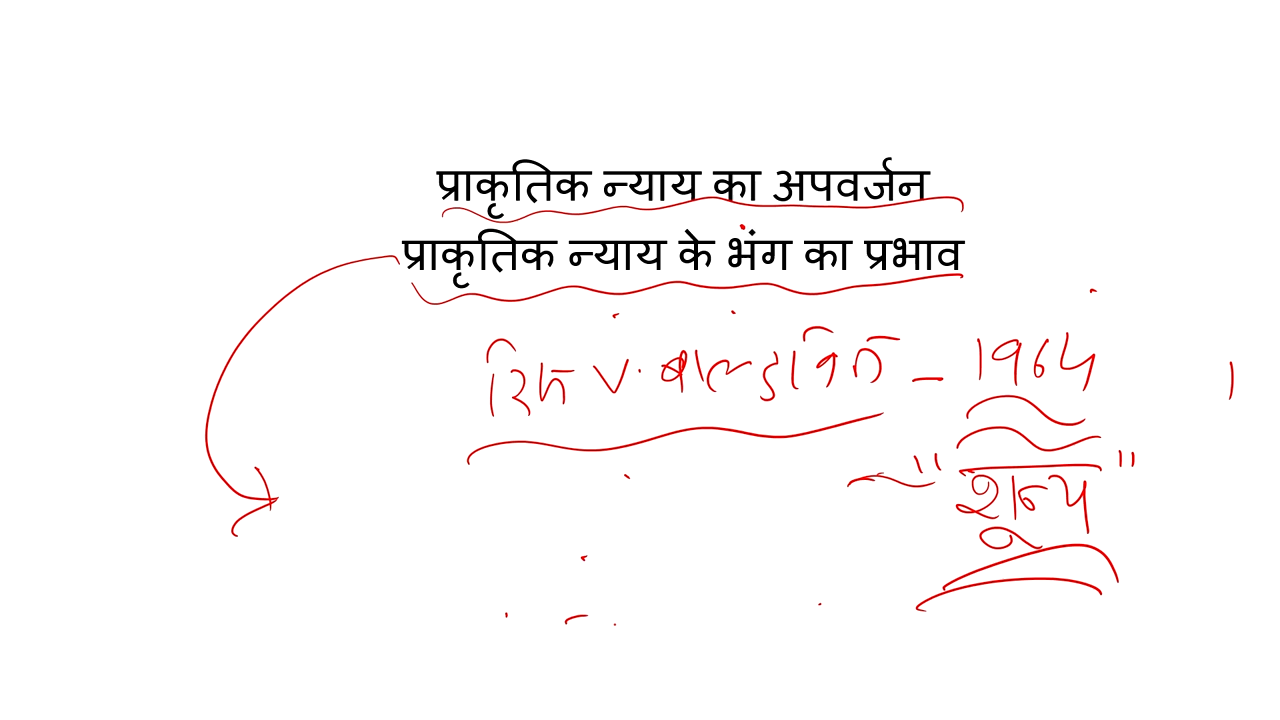 प्राकृतिक न्याय का अपवर्जन
प्राकृतिक न्याय के भंग का प्रभाव
रिज v. बाल्डविन – 1964
"शून्य"